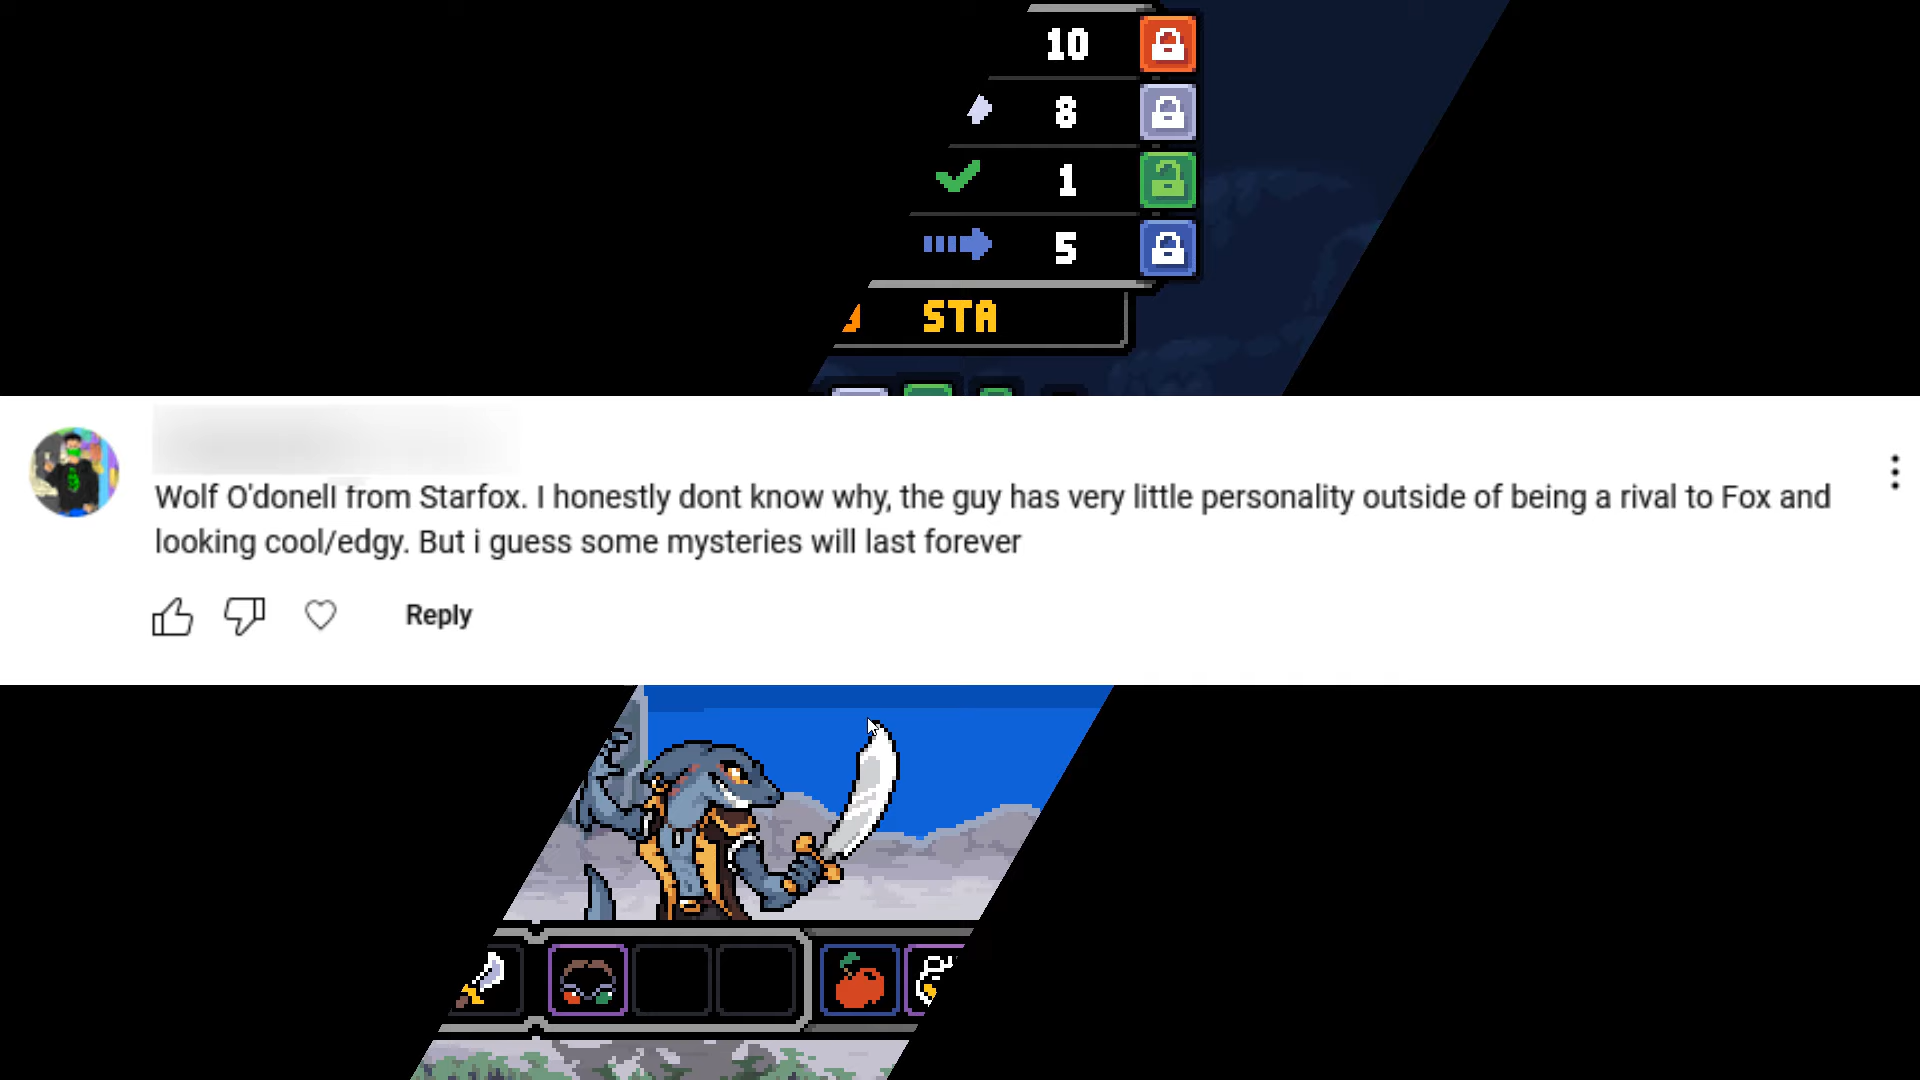 10
8
1
5
STA
Wolf O'donell from Starfox. I honestly dont know why, the guy has very little personality outside of being a rival to Fox and
looking cool/edgy. But i guess some mysteries will last forever
Reply